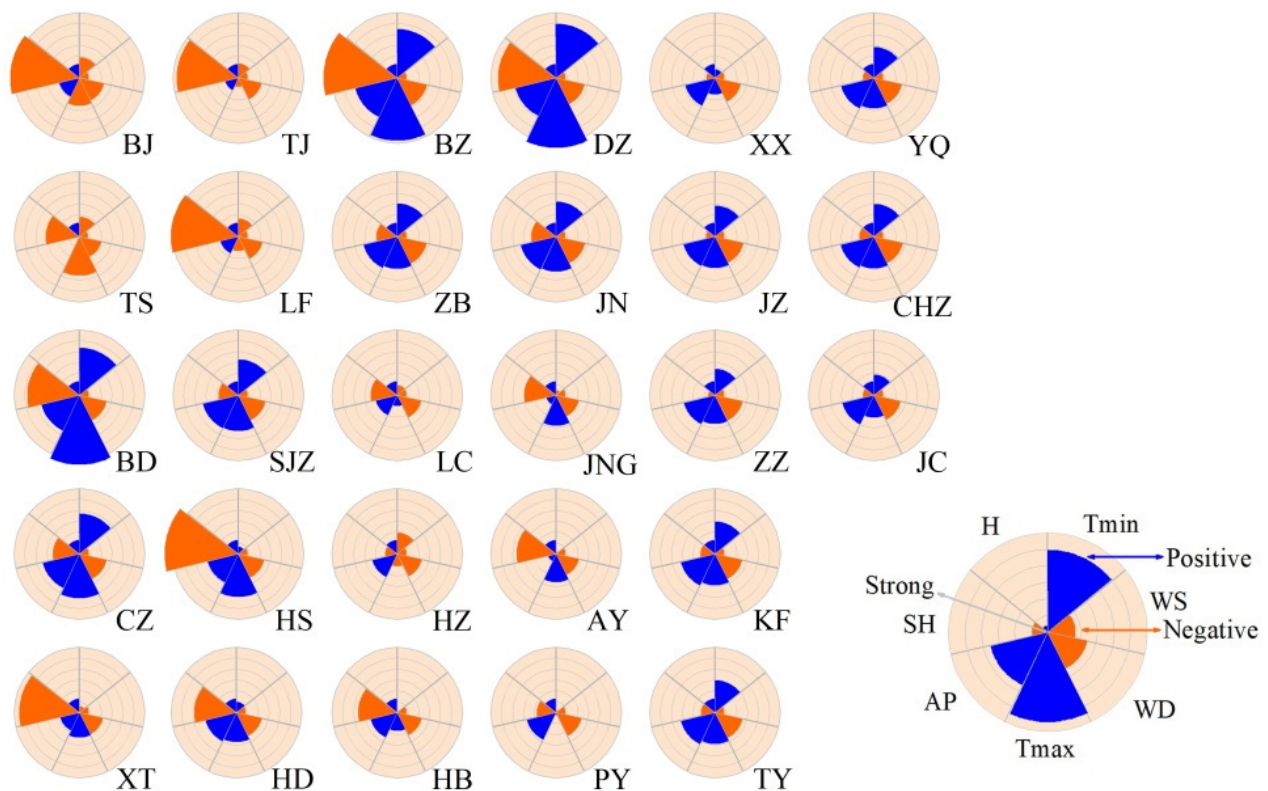 BJ TJ BZ DZ XX YQ
TS LF ZB JN JZ CHZ
BD SJZ LC JNG ZZ JC
CZ HS HZ AY KF
XT HD HB PY TY
H Tmin
Positive
Strong
WS
SH
Negative
AP
WD
Tmax